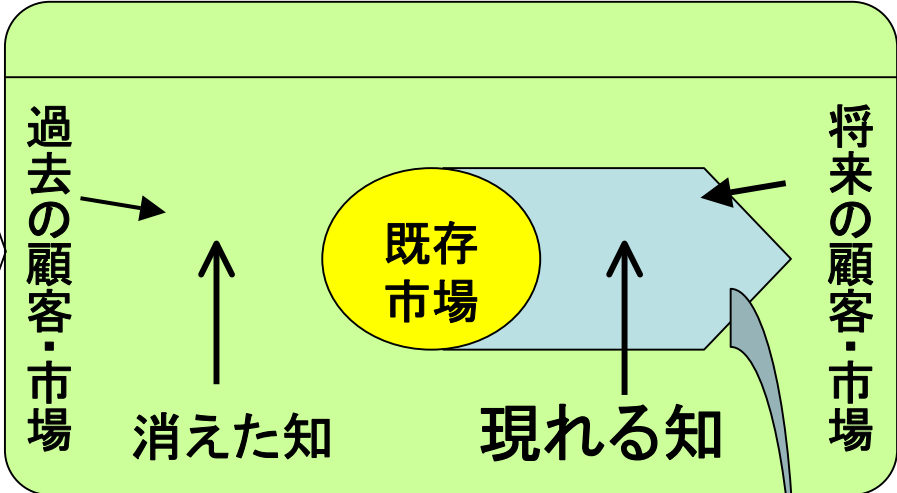 過去の顧客・市場
既存
市場
将来の顧客・市場
消えた知
現れる知